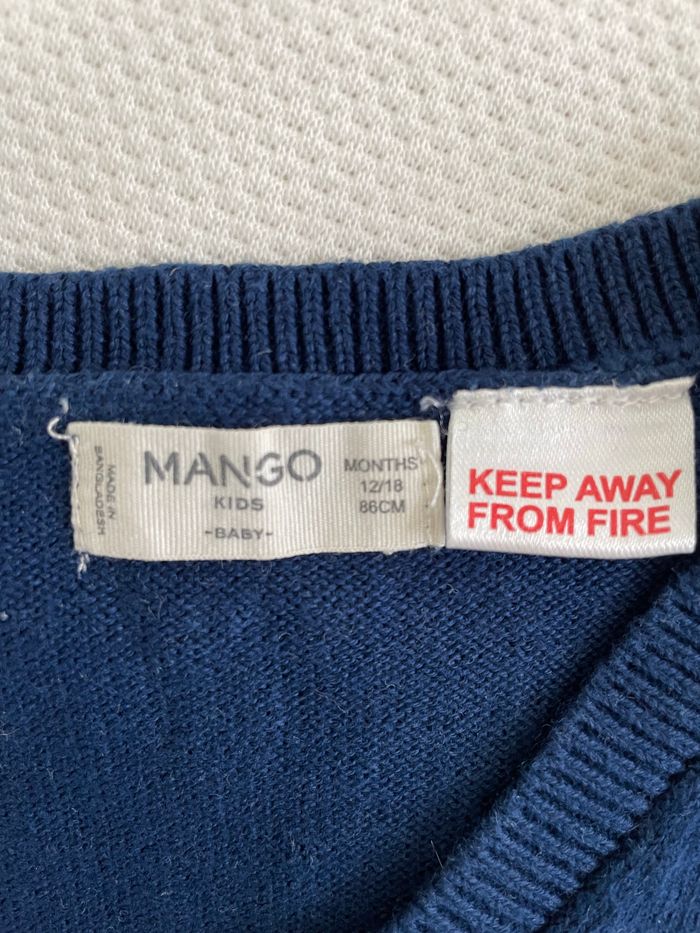 MADE IN
BANGLADESH
MANGO
KIDS
-BABY-
MONTHS
12/18
86CM
KEEP AWAY
FROM FIRE